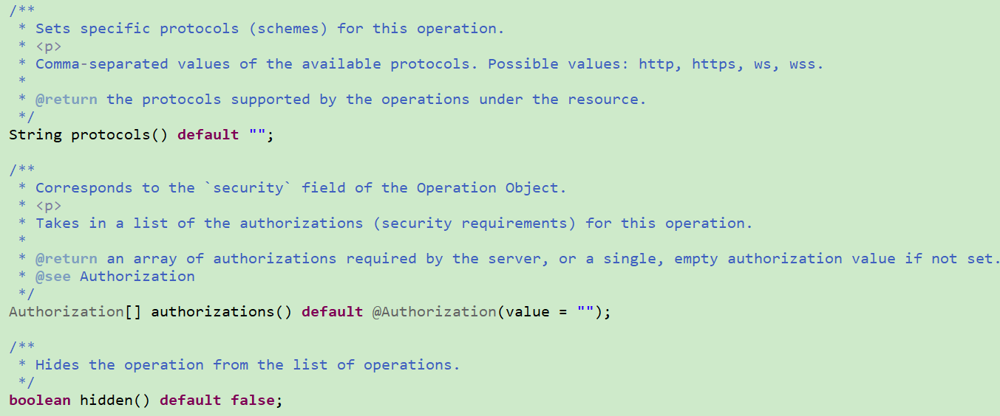 /**
 * Sets specific protocols (schemes) for this operation.
 * <p>
 * Comma-separated values of the available protocols. Possible values: http, https, ws, wss.
 *
 * @return the protocols supported by the operations under the resource.
 */
String protocols() default "";

/**
 * Corresponds to the `security` field of the Operation Object.
 * <p>
 * Takes in a list of the authorizations (security requirements) for this operation.
 *
 * @return an array of authorizations required by the server, or a single, empty authorization value if not set.
 * @see Authorization
 */
Authorization[] authorizations() default @Authorization(value = "");

/**
 * Hides the operation from the list of operations.
 */
boolean hidden() default false;